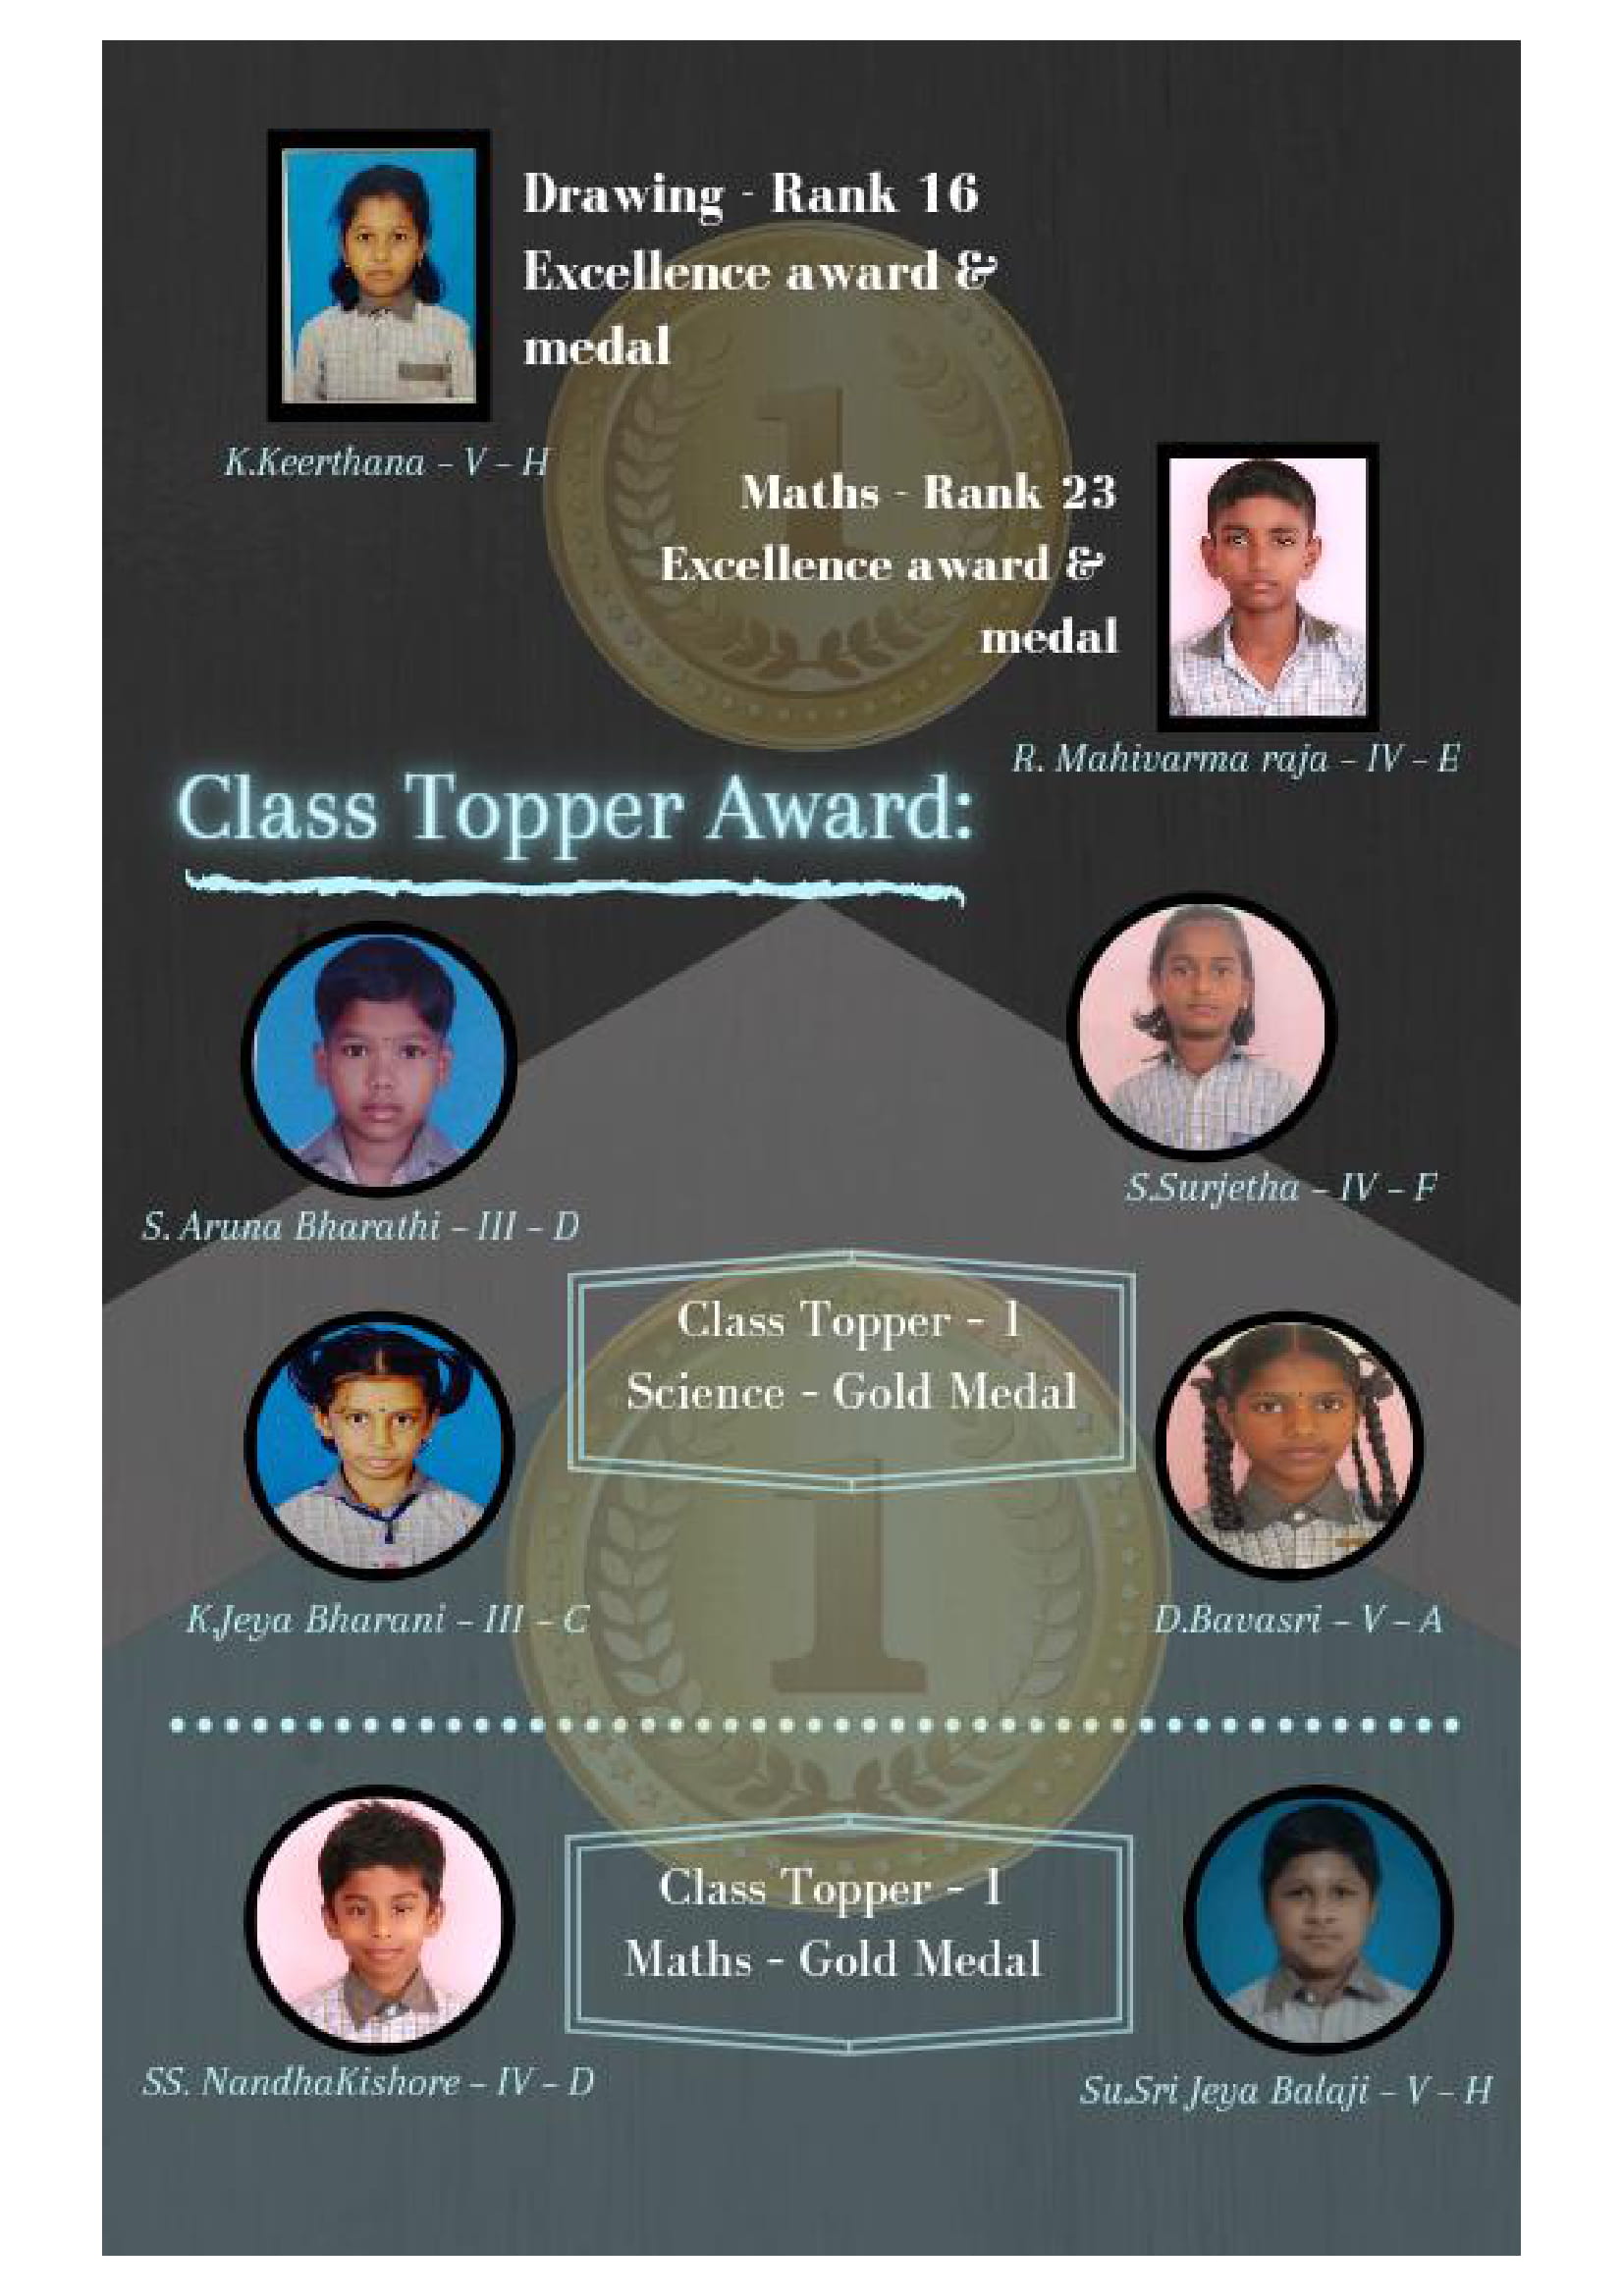 Drawing - Rank 16
Excellence award &
medal
K.Keerthana – V – H
Maths - Rank 23
Excellence award &
medal
R. Mahivarma raja – IV – E
Class Topper Award:
S. Aruna Bharathi – III – D
S.Surjetha – IV – F
Class Topper - 1
Science - Gold Medal
K.Jeya Bharani – III – C
D.Bavasri – V – A
Class Topper - 1
Maths - Gold Medal
SS. NandhaKishore – IV – D
Su.Sri Jeya Balaji – V – H
1
1